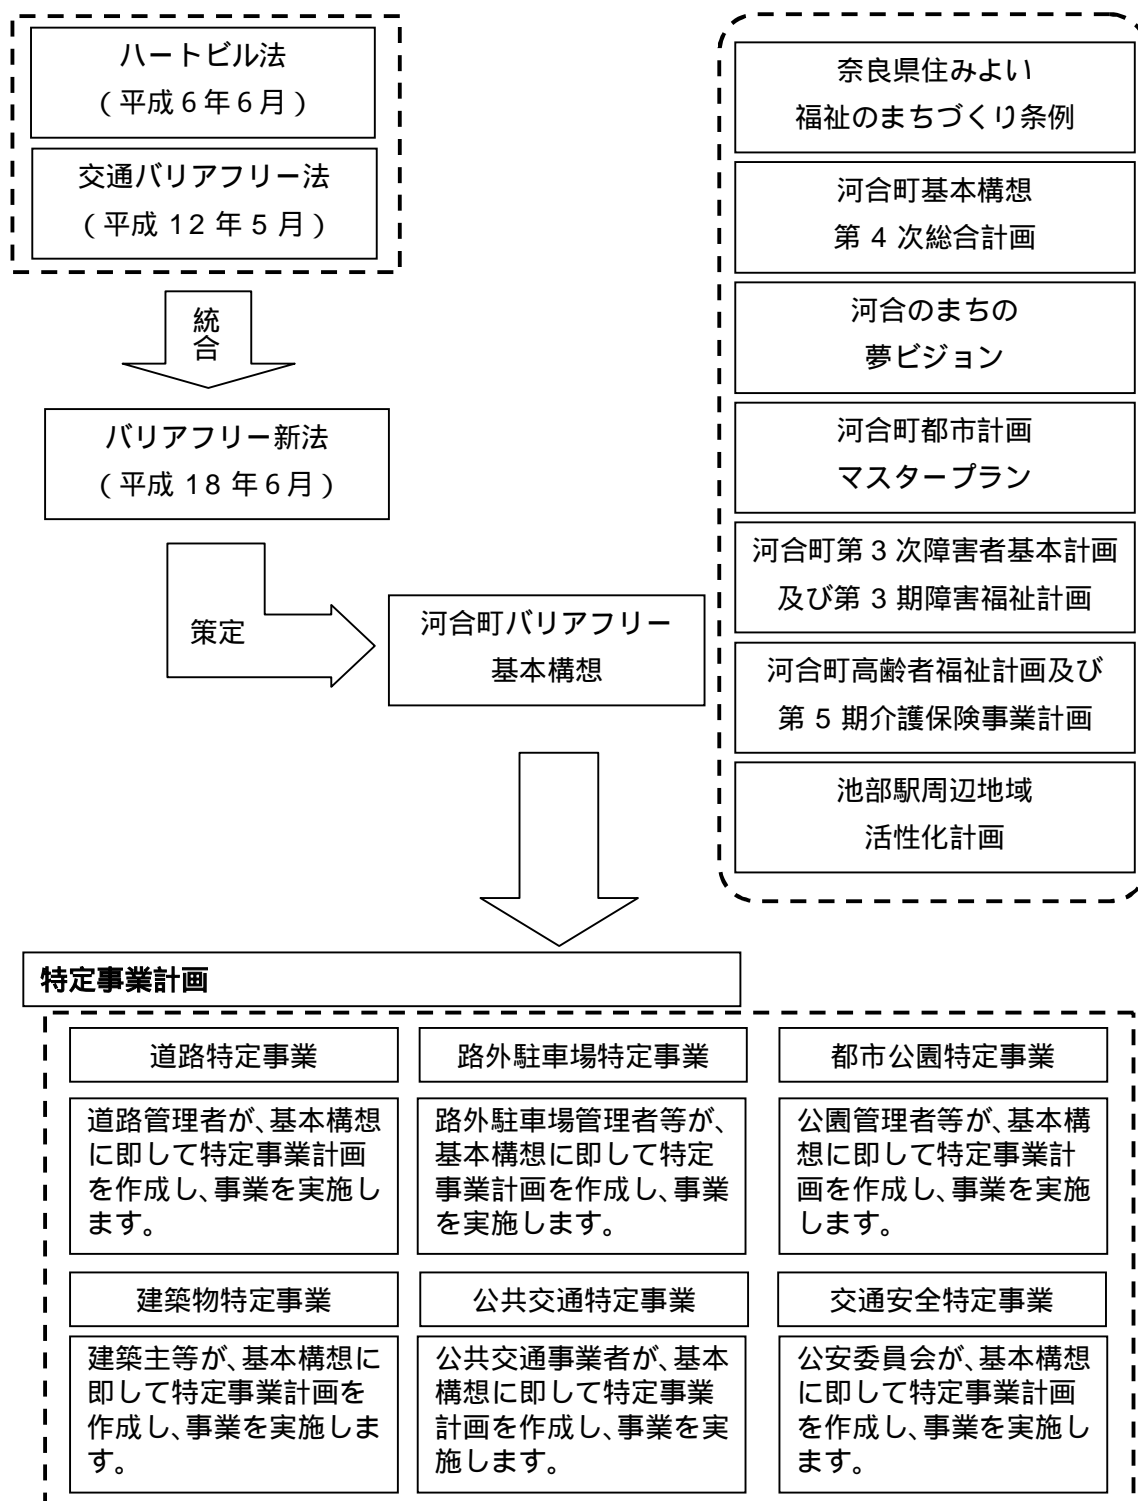 ハートビル法
（平成６年６月）
交通バリアフリー法
（平成 12 年 5 月）
統
合
バリアフリー新法
（平成 18 年６月）
策定
河合町バリアフリー
基本構想
奈良県住みよい
福祉のまちづくり条例
河合町基本構想
第 4 次総合計画
河合のまちの
夢ビジョン
河合町都市計画
マスタープラン
河合町第 3 次障害者基本計画
及び第 3 期障害福祉計画
河合町高齢者福祉計画及び
第 5 期介護保険事業計画
池部駅周辺地域
活性化計画
特定事業計画
道路特定事業
道路管理者が、基本構想
に即して特定事業計画
を作成し、事業を実施し
ます。
路外駐車場特定事業
路外駐車場管理者等が、
基本構想に即して特定
事業計画を作成し、事業
を実施します。
都市公園特定事業
公園管理者等が、基本構
想に即して特定事業計
画を作成し、事業を実施
します。
建築物特定事業
建築主等が、基本構想に
即して特定事業計画を
作成し、事業を実施しま
す。
公共交通特定事業
公共交通事業者が、基本
構想に即して特定事業
計画を作成し、事業を実
施します。
交通安全特定事業
公安委員会が、基本構想
に即して特定事業計画
を作成し、事業を実施し
ます。